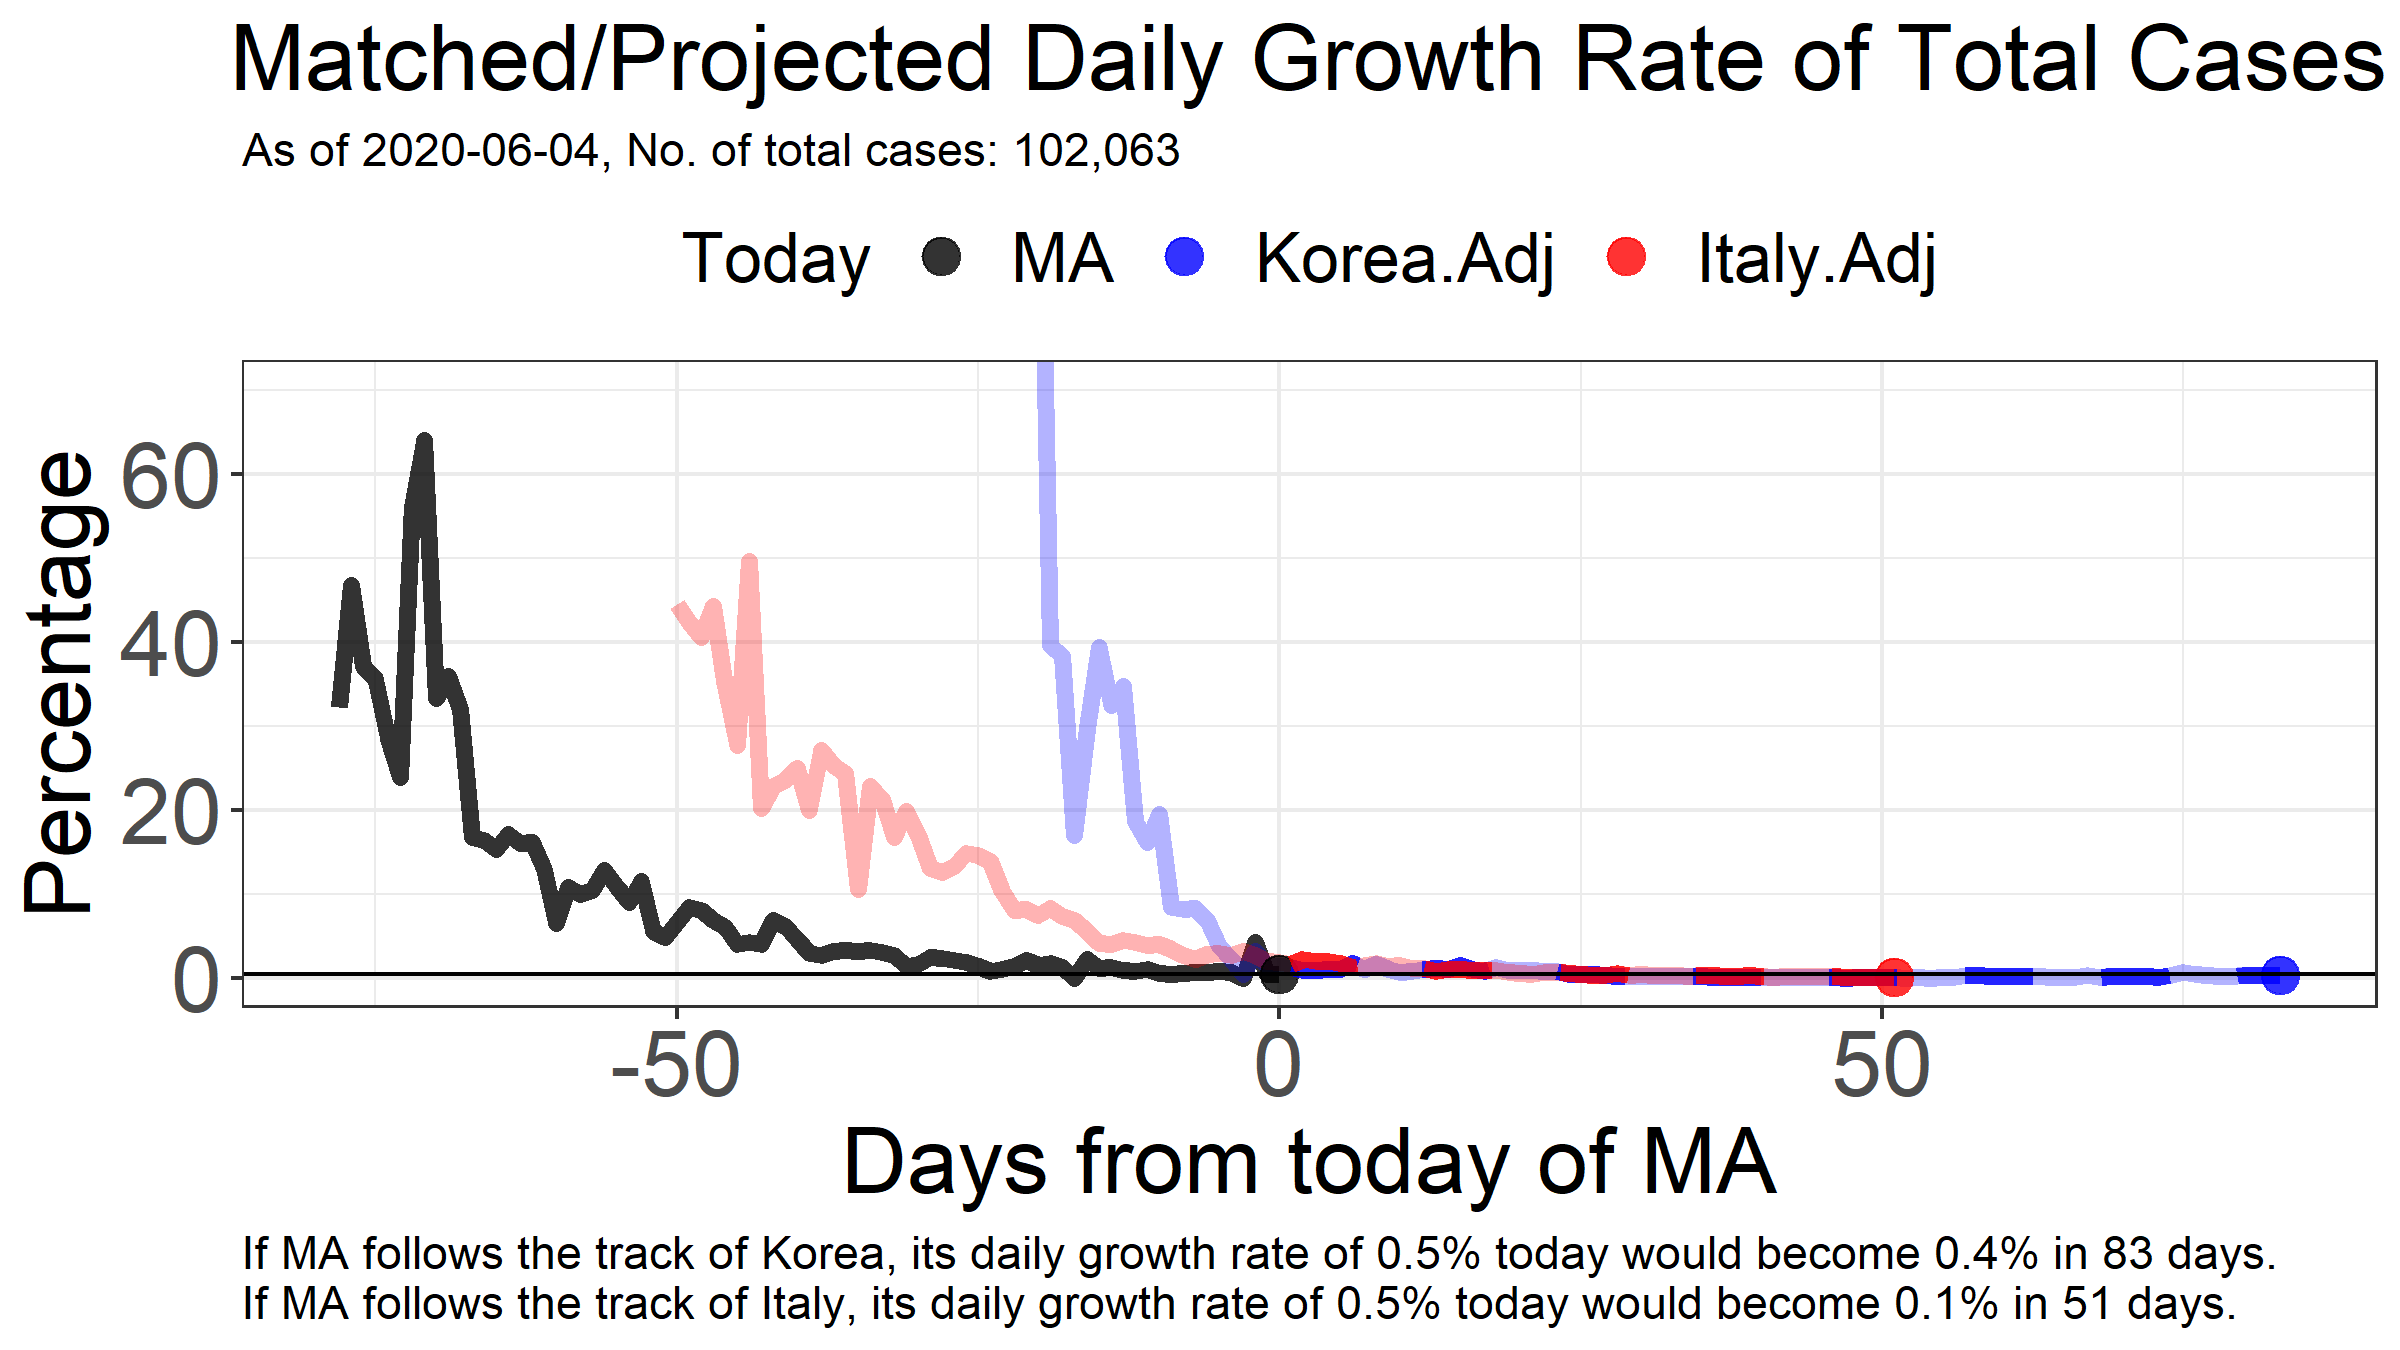 Matched/Projected Daily Growth Rate of Total Cases
As of 2020-06-04, No. of total cases: 102,063
Today MA Korea.Adj Italy.Adj
Percentage
60
40
20
0
-50 0 50
Days from today of MA
If MA follows the track of Korea, its daily growth rate of 0.5% today would become 0.4% in 83 days.
If MA follows the track of Italy, its daily growth rate of 0.5% today would become 0.1% in 51 days.